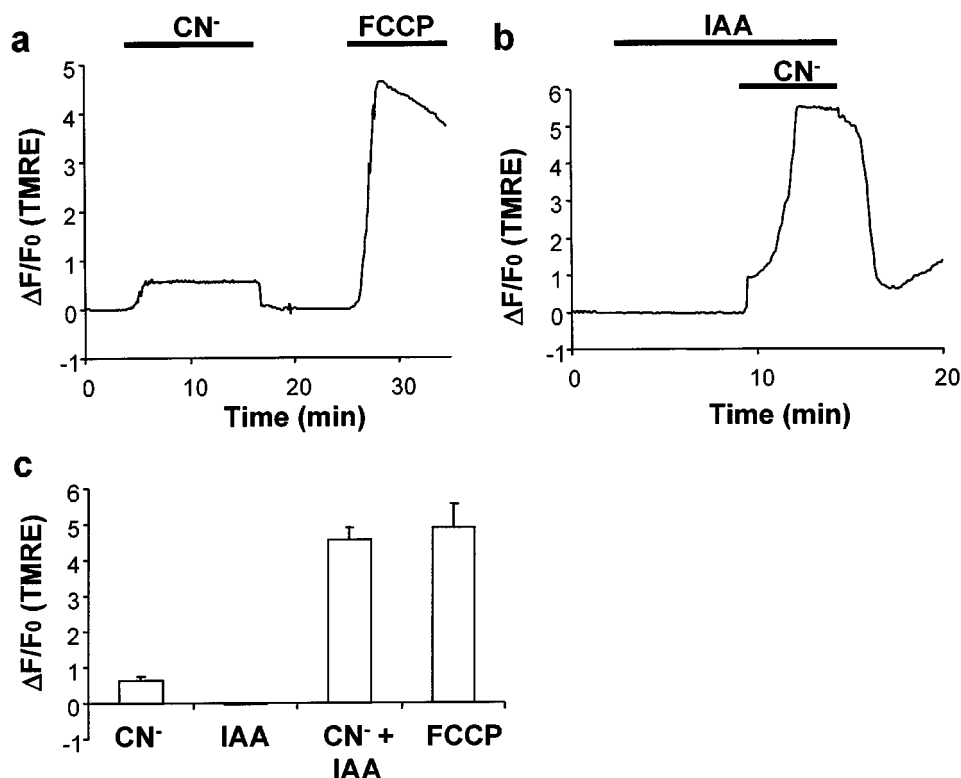 a
CN⁻
FCCP
ΔF/F₀ (TMRE)
5
4
3
2
1
0
-1
0
10
20
30
Time (min)
b
IAA
CN⁻
ΔF/F₀ (TMRE)
6
5
4
3
2
1
0
-1
0
10
20
Time (min)
c
ΔF/F₀ (TMRE)
6
5
4
3
2
1
0
-1
CN⁻
IAA
CN⁻ +
IAA
FCCP